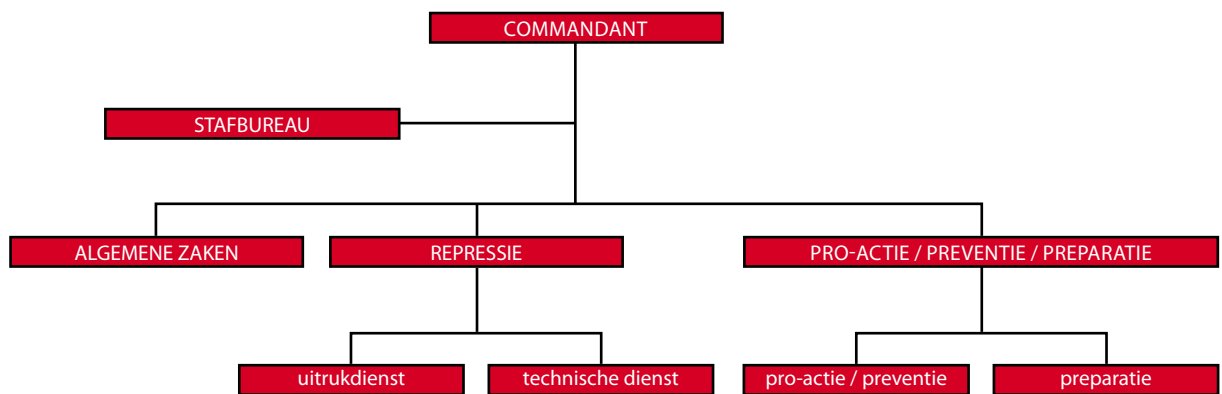 COMMANDANT
STAFBUREAU
ALGEMENE ZAKEN
REPRESSIE
PRO-ACTIE / PREVENTIE / PREPARATIE
uitrukdienst
technische dienst
pro-actie / preventie
preparatie